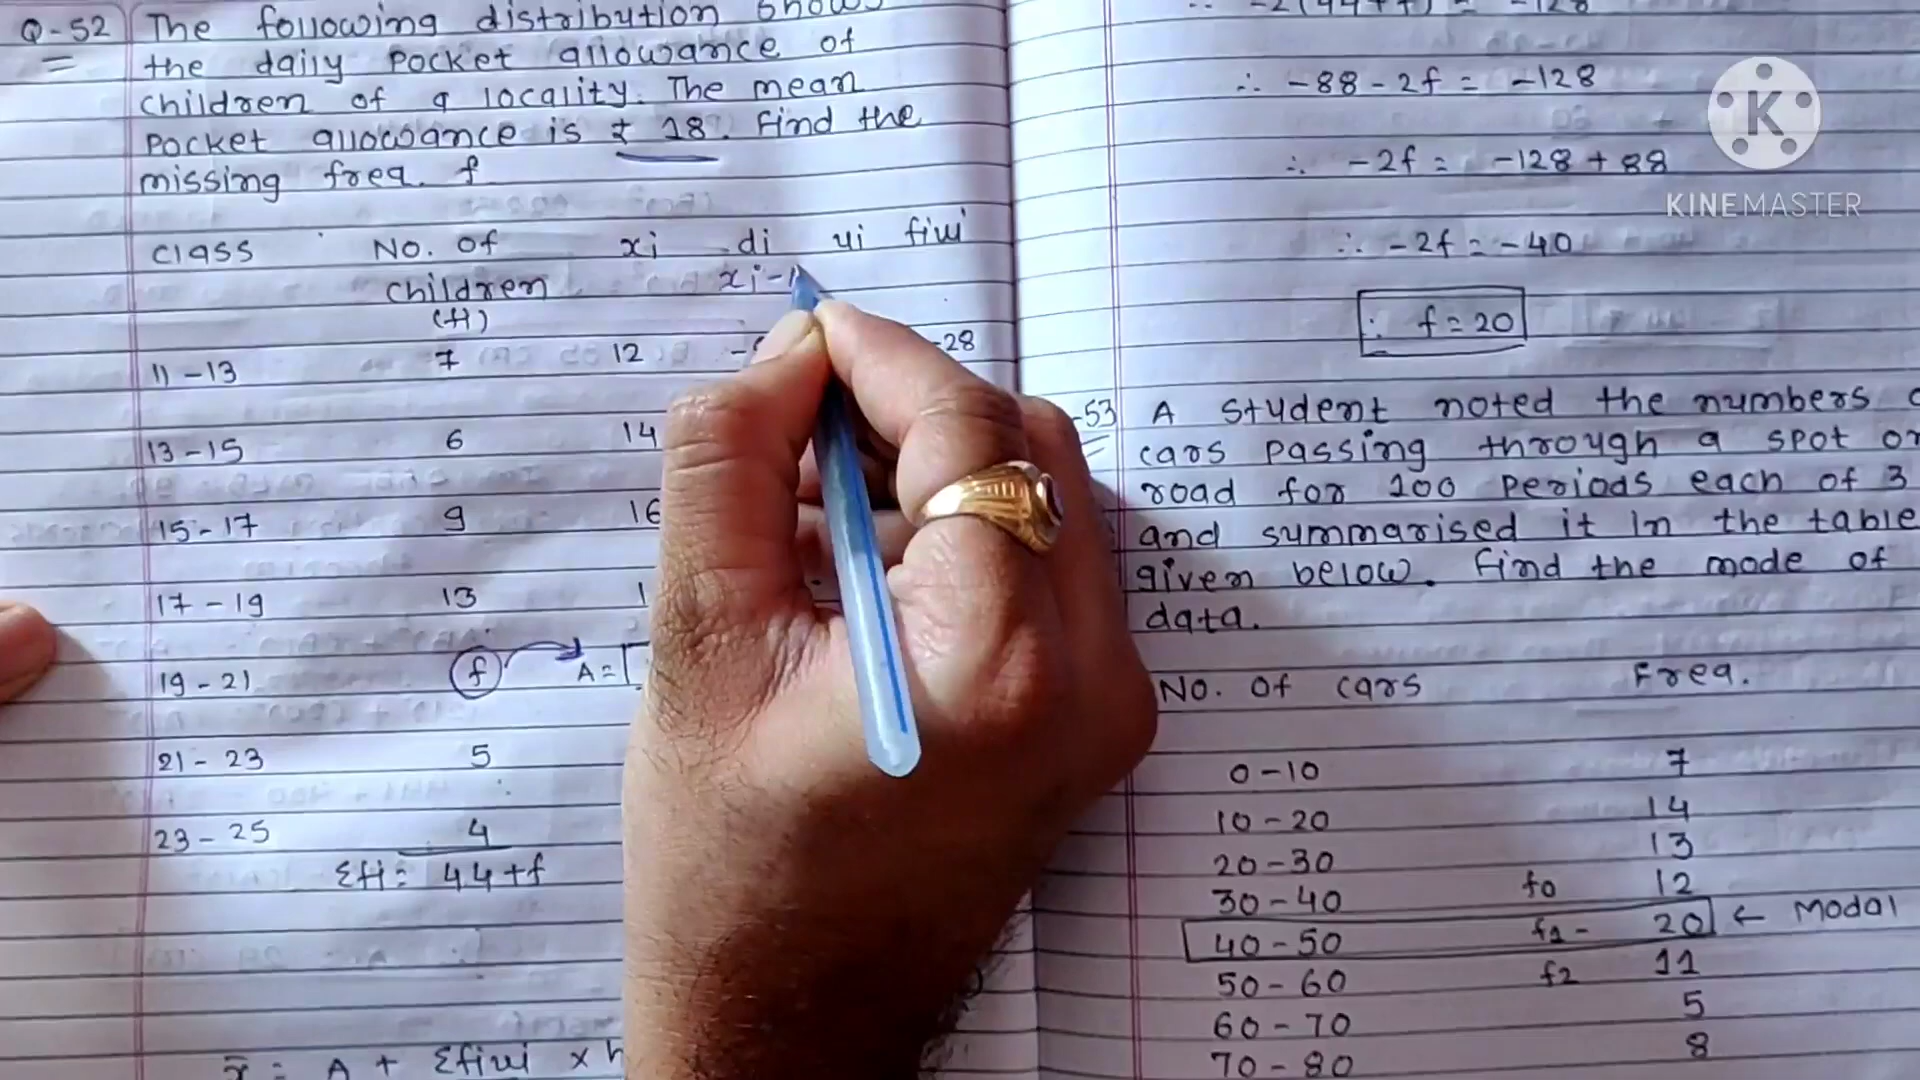 Q-52 The following distribution shows
the daily pocket allowance of
children of a locality. The mean
pocket allowance is ₹ 18. Find the
missing freq. f
class No. of xi di ui fiui
children xi-
(fi)
11-13 7 12 -28
13-15 6 14
15-17 9 16
17-19 13
19-21 f A=
21-23 5
23-25 4
Σfi= 44+f
x̄ = A + Σfiui x h
∴ -88-2f = -128
∴ -2f = -128+88
∴ -2f = -40
∴ f=20
-53 A student noted the numbers
cars passing through a spot on
road for 100 periods each of 3
and summarised it in the table
given below. Find the mode of
data.
No. of cars Freq.
0-10 7
10-20 14
20-30 13
30-40 f0 12
40-50 f1- 20 ← Modal
50-60 f2 11
60-70 5
70-80 8
K
KINEMASTER